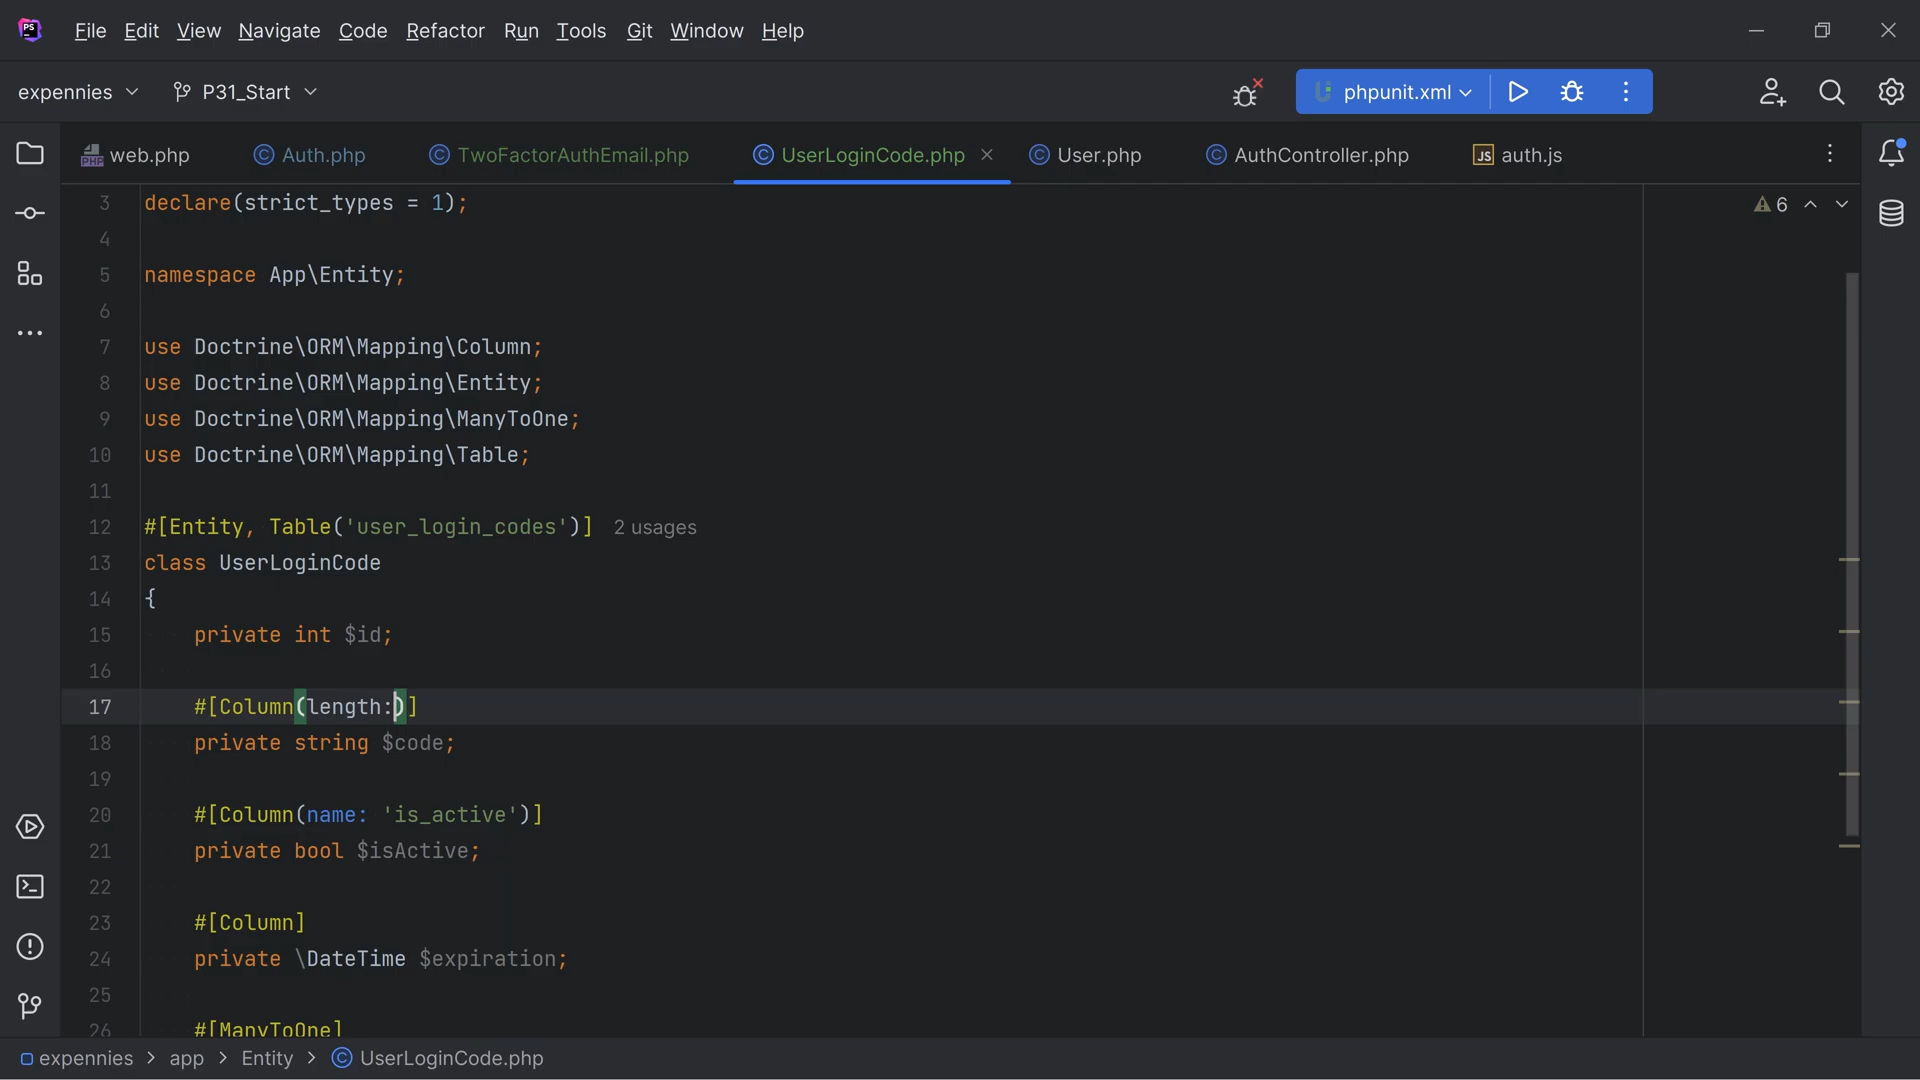 PS File Edit View Navigate Code Refactor Run Tools Git Window Help
expennies P31_Start phpunit.xml
PHP web.php C Auth.php C TwoFactorAuthEmail.php C UserLoginCode.php C User.php C AuthController.php JS auth.js
3 declare(strict_types = 1); 6
4
5 namespace App\Entity;
6
7 use Doctrine\ORM\Mapping\Column;
8 use Doctrine\ORM\Mapping\Entity;
9 use Doctrine\ORM\Mapping\ManyToOne;
10 use Doctrine\ORM\Mapping\Table;
11
12 #[Entity, Table('user_login_codes')] 2 usages
13 class UserLoginCode
14 {
15 private int $id;
16
17 #[Column(length:)]
18 private string $code;
19
20 #[Column(name: 'is_active')]
21 private bool $isActive;
22
23 #[Column]
24 private \DateTime $expiration;
25
26 #[ManyToOne]
expennies > app > Entity > C UserLoginCode.php